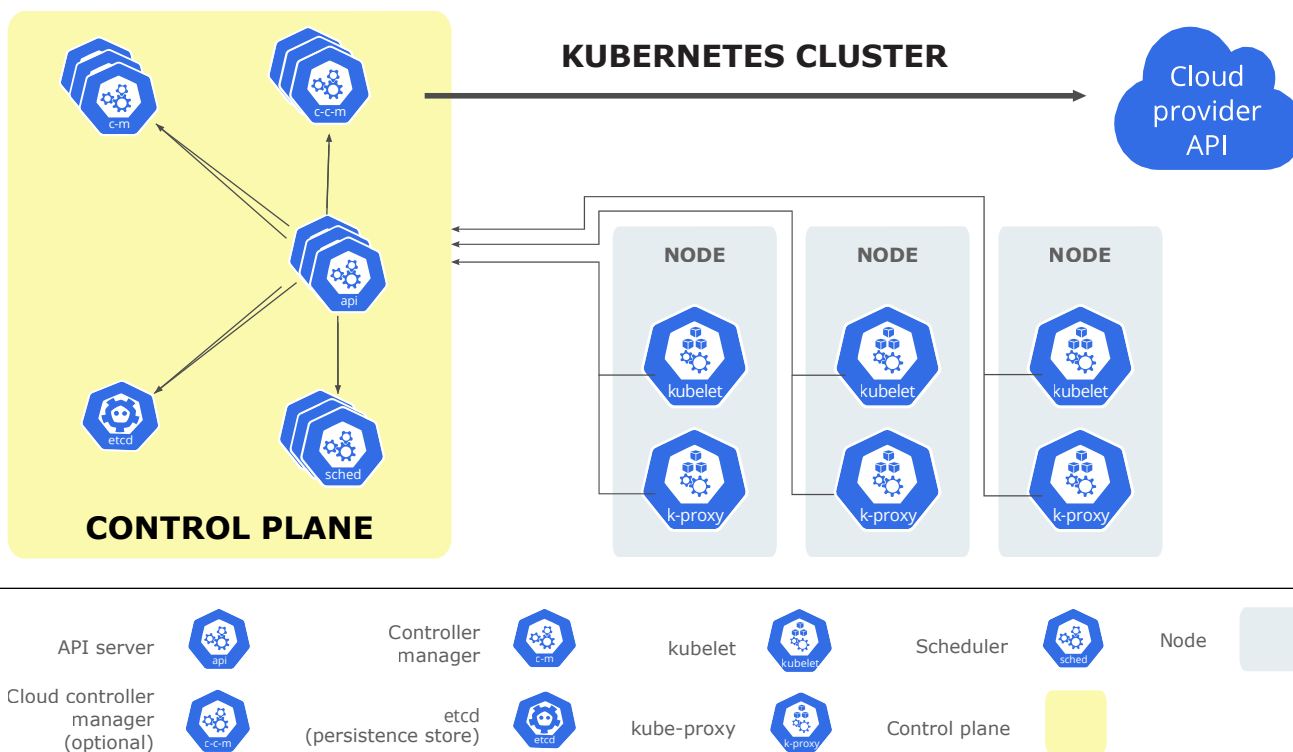 KUBERNETES CLUSTER
Cloud
provider
API
c-m
c-c-m
api
etcd
sched
CONTROL PLANE
NODE
NODE
NODE
kubelet
kubelet
kubelet
k-proxy
k-proxy
k-proxy
API server
api
Controller
manager
c-m
kubelet
kubelet
Scheduler
sched
Node
Cloud controller
manager
(optional)
c-c-m
etcd
(persistence store)
etcd
kube-proxy
k-proxy
Control plane